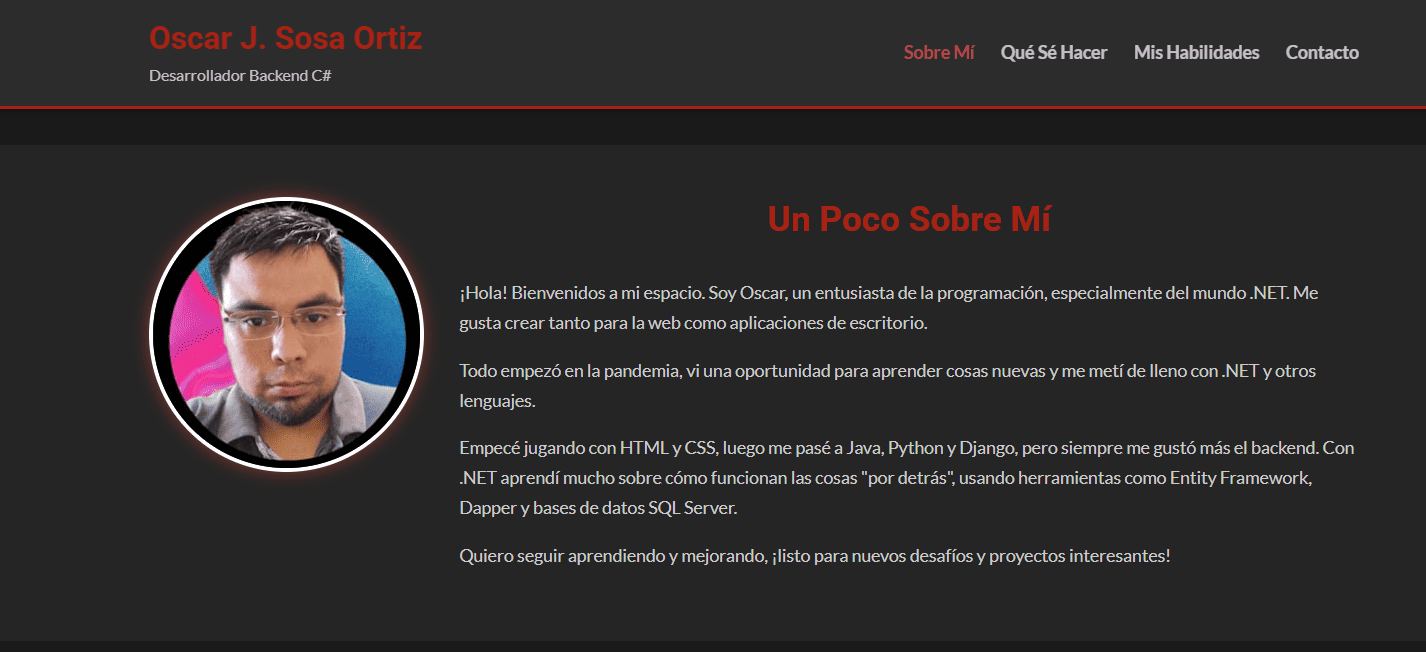 Oscar J. Sosa Ortiz
Desarrollador Backend C#
Sobre Mí Qué Sé Hacer Mis Habilidades Contacto
Un Poco Sobre Mí
¡Hola! Bienvenidos a mi espacio. Soy Oscar, un entusiasta de la programación, especialmente del mundo .NET. Me
gusta crear tanto para la web como aplicaciones de escritorio.
Todo empezó en la pandemia, vi una oportunidad para aprender cosas nuevas y me metí de lleno con .NET y otros
lenguajes.
Empecé jugando con HTML y CSS, luego me pasé a Java, Python y Django, pero siempre me gustó más el backend. Con
.NET aprendí mucho sobre cómo funcionan las cosas "por detrás", usando herramientas como Entity Framework,
Dapper y bases de datos SQL Server.
Quiero seguir aprendiendo y mejorando, ¡listo para nuevos desafíos y proyectos interesantes!